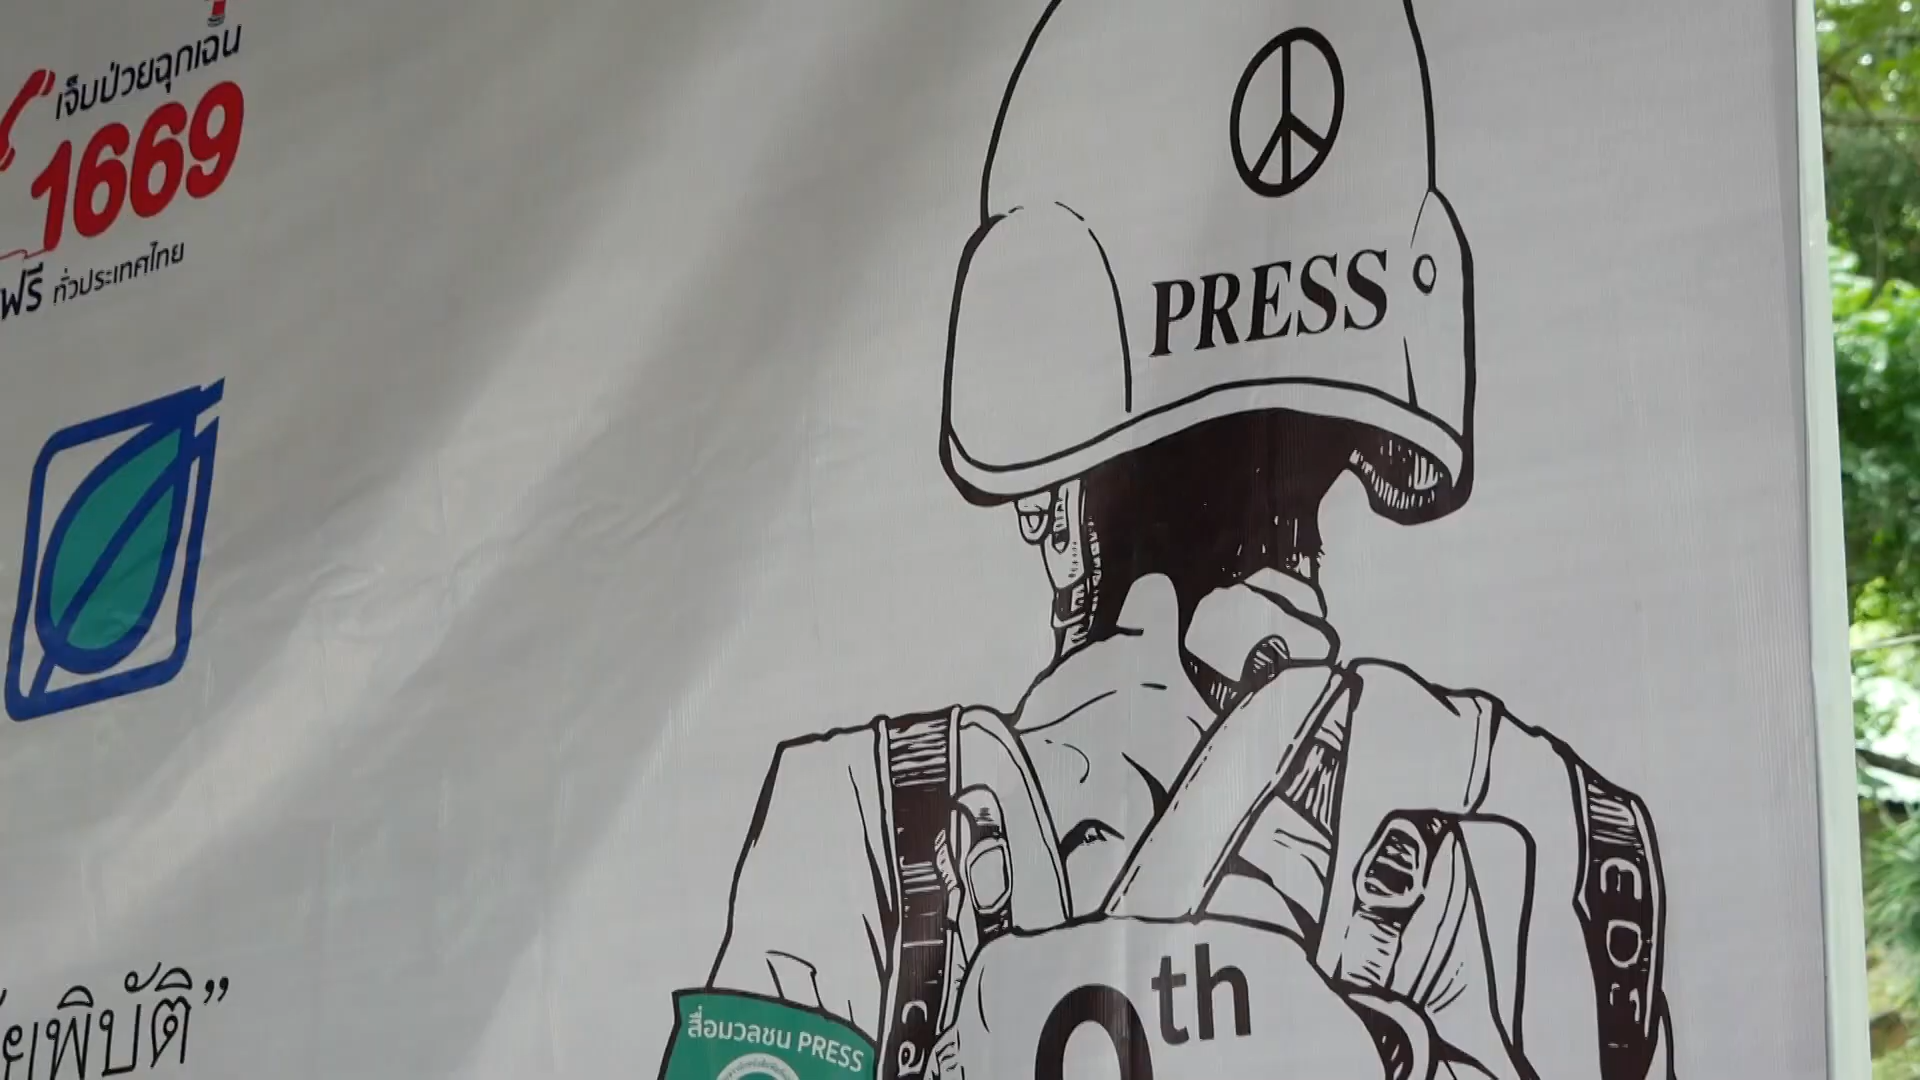 เจ็บป่วยฉุกเฉิน
1669
ฟรี ทั่วประเทศไทย
PRESS
ยพิบัติ”
th
สื่อมวลชน PRESS